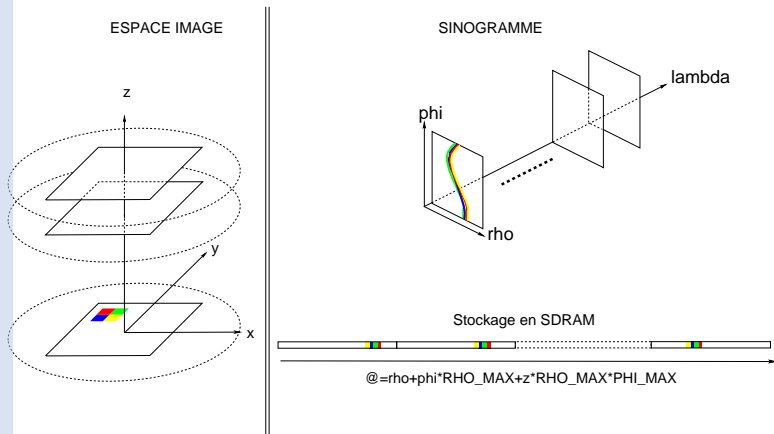 ESPACE IMAGE
z
y
x
SINOGRAMME
lambda
phi
rho
Stockage en SDRAM
@=rho+phi*RHO_MAX+z*RHO_MAX*PHI_MAX